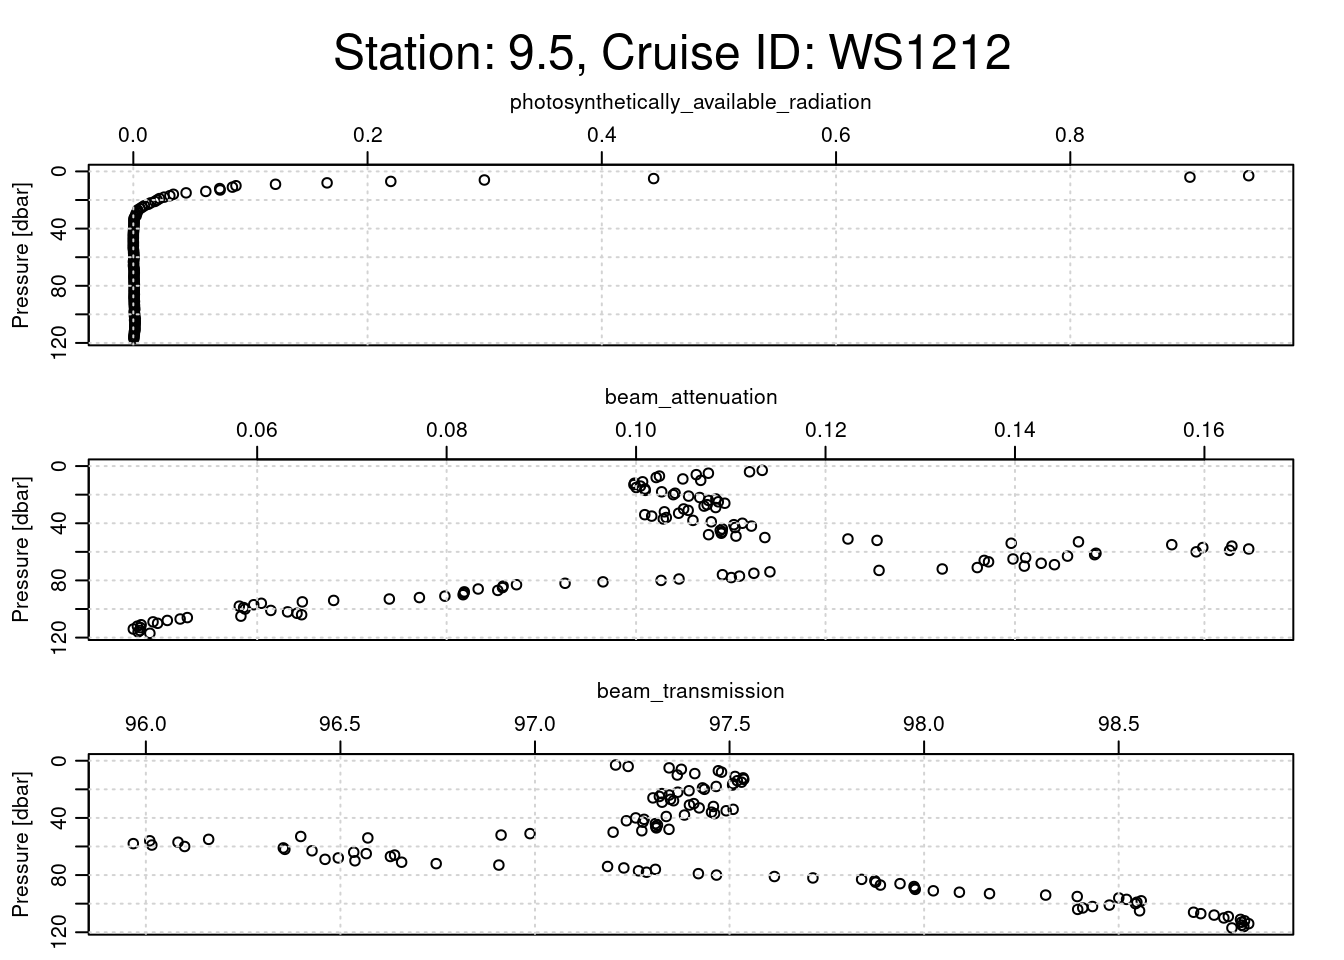 Station: 9.5, Cruise ID: WS1212
photosynthetically_available_radiation
0.0 0.2 0.4 0.6 0.8
Pressure [dbar]
0 40 80 120
beam_attenuation
0.06 0.08 0.10 0.12 0.14 0.16
Pressure [dbar]
0 40 80 120
beam_transmission
96.0 96.5 97.0 97.5 98.0 98.5
Pressure [dbar]
0 40 80 120